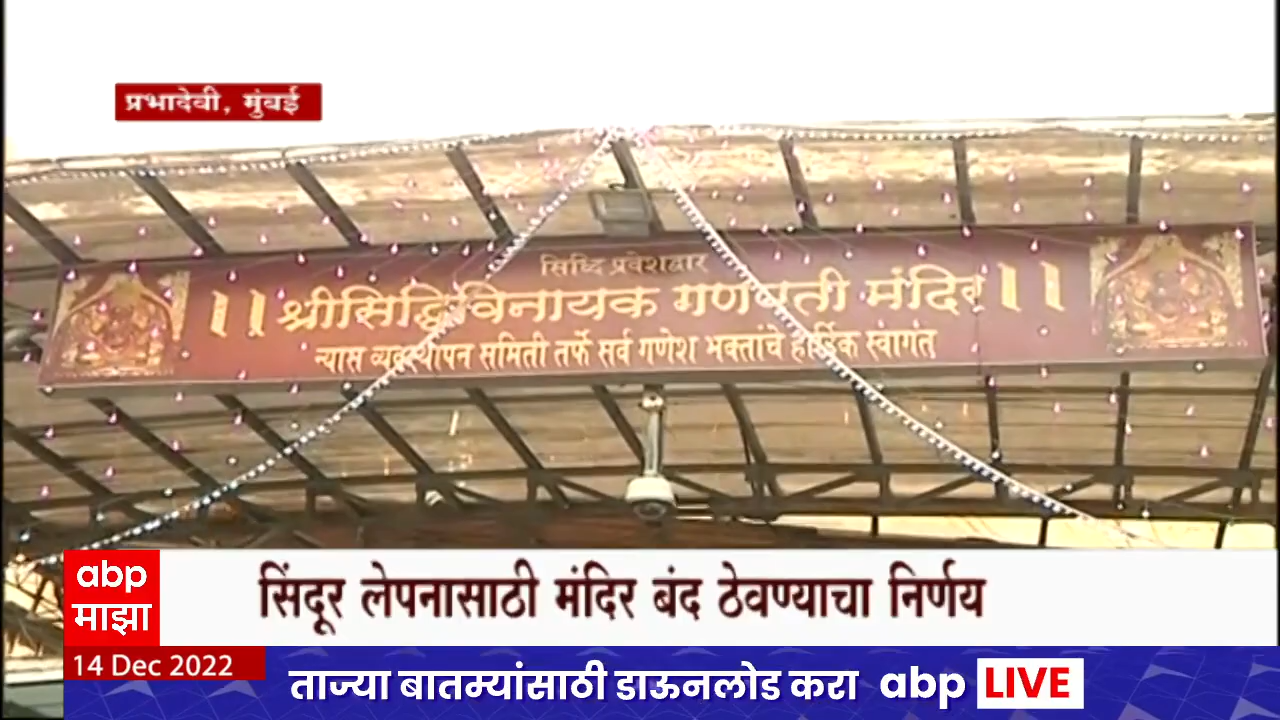 प्रभादेवी, मुंबई
सिध्दि प्रवेशद्वार
।। श्रीसिद्धिविनायक गणपती मंदिर ।।
न्यास व्यवस्थापन समिती तर्फे सर्व गणेश भक्तांचे हार्दिक स्वागत
abp
माझा
सिंदूर लेपनासाठी मंदिर बंद ठेवण्याचा निर्णय
14 Dec 2022
ताज्या बातम्यांसाठी डाऊनलोड करा abp LIVE